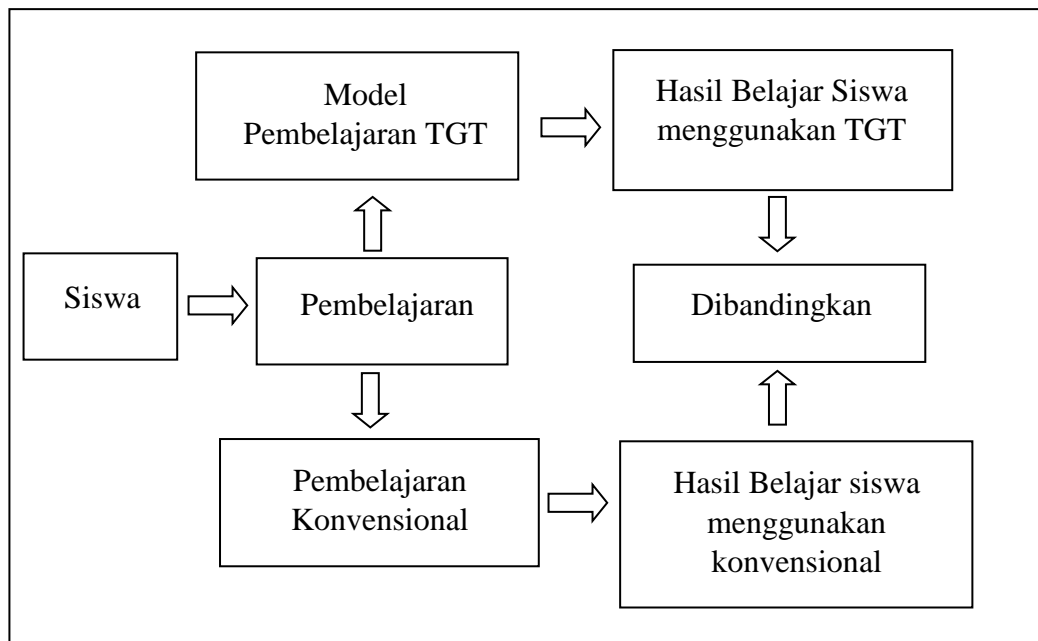 Model
Pembelajaran TGT
Hasil Belajar Siswa
menggunakan TGT
Siswa
Pembelajaran
Dibandingkan
Pembelajaran
Konvensional
Hasil Belajar siswa
menggunakan
konvensional